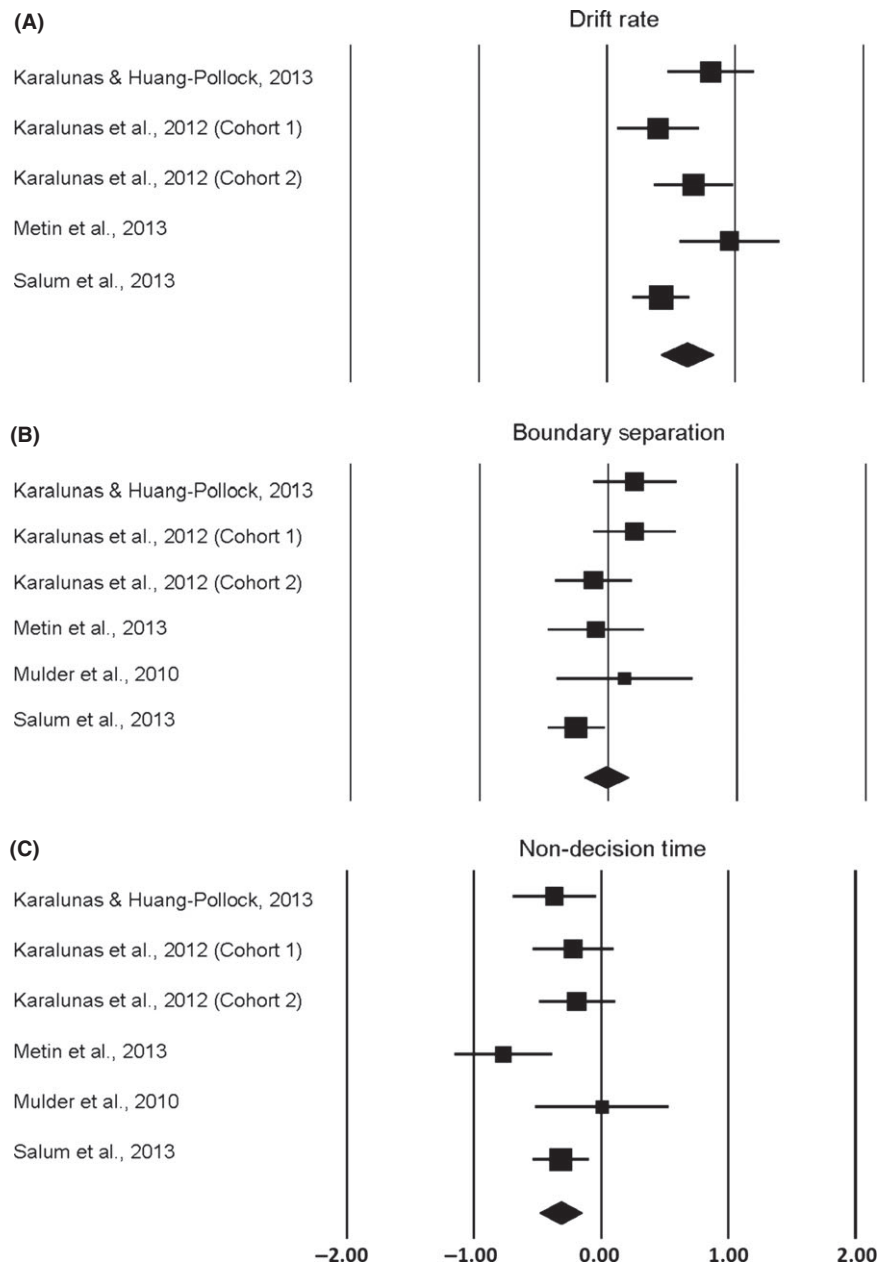 (A)
Drift rate
Karalunas & Huang-Pollock, 2013
Karalunas et al., 2012 (Cohort 1)
Karalunas et al., 2012 (Cohort 2)
Metin et al., 2013
Salum et al., 2013
(B)
Boundary separation
Karalunas & Huang-Pollock, 2013
Karalunas et al., 2012 (Cohort 1)
Karalunas et al., 2012 (Cohort 2)
Metin et al., 2013
Mulder et al., 2010
Salum et al., 2013
(C)
Non-decision time
Karalunas & Huang-Pollock, 2013
Karalunas et al., 2012 (Cohort 1)
Karalunas et al., 2012 (Cohort 2)
Metin et al., 2013
Mulder et al., 2010
Salum et al., 2013
–2.00 –1.00 0.00 1.00 2.00